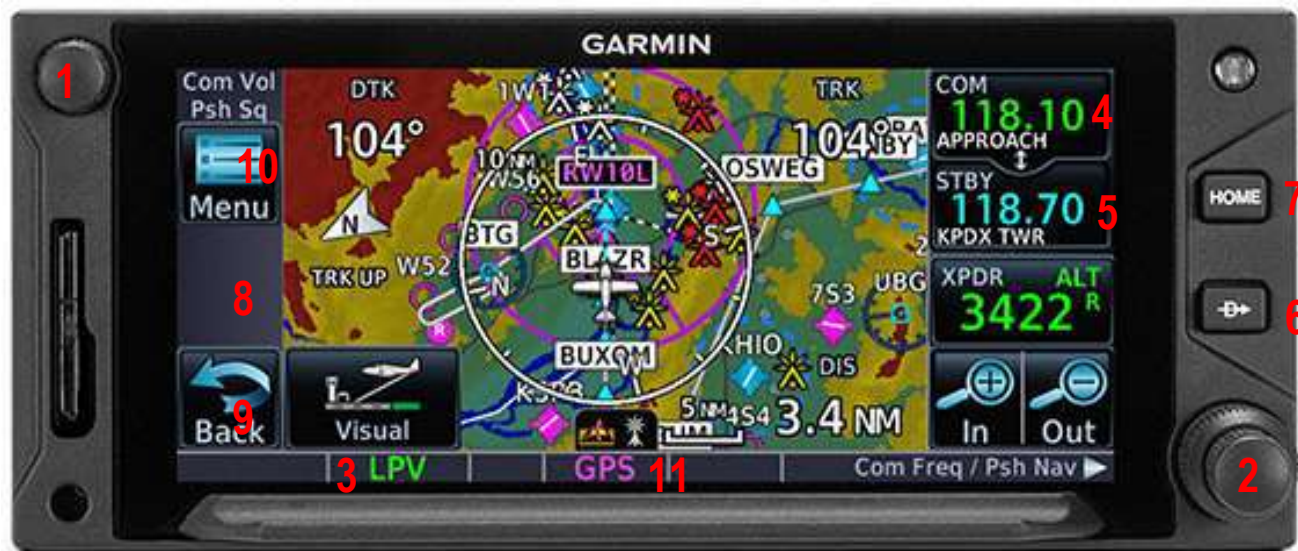 GARMIN
1
Com Vol
Psh Sq
10
Menu
8
9
Back
DTK
104°
TRK
104°
1W1
10 NM
W56
E
RW10L
OSWEG
BY
N
TRK UP
BTG
W52
N
S
BLAZR
R
7S3
UBG
G
BUXOM
W
KHIO
DIS
5 NM
4S4
3.4 NM
Visual
COM
118.10
4
APPROACH
STBY
118.70
5
KPDX TWR
XPDR
ALT
3422
R
In
Out
HOME
7
D
6
2
3
LPV
GPS
11
Com Freq / Psh Nav